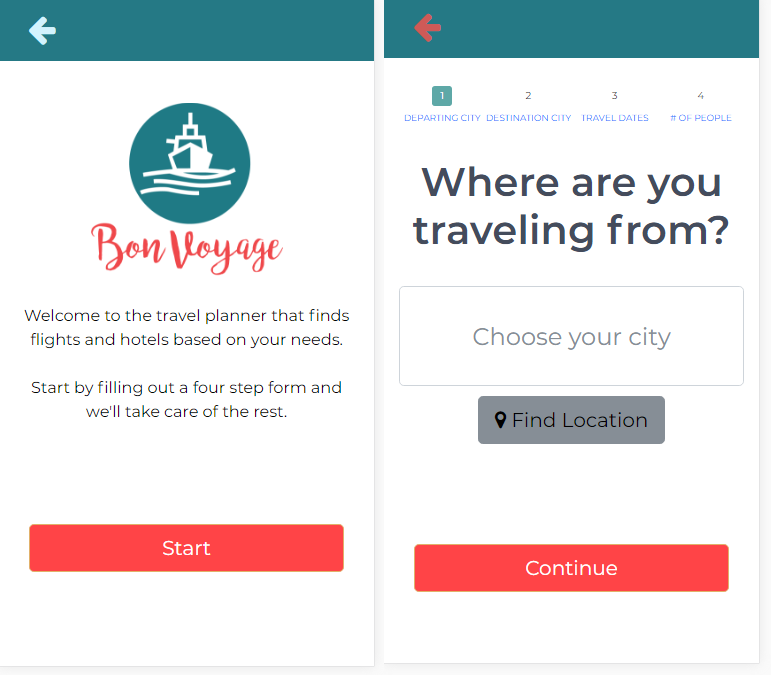 Bon Voyage
Welcome to the travel planner that finds
flights and hotels based on your needs.
Start by filling out a four step form and
we'll take care of the rest.
Start
1 2 3 4
DEPARTING CITY DESTINATION CITY TRAVEL DATES # OF PEOPLE
Where are you
traveling from?
Choose your city
Find Location
Continue